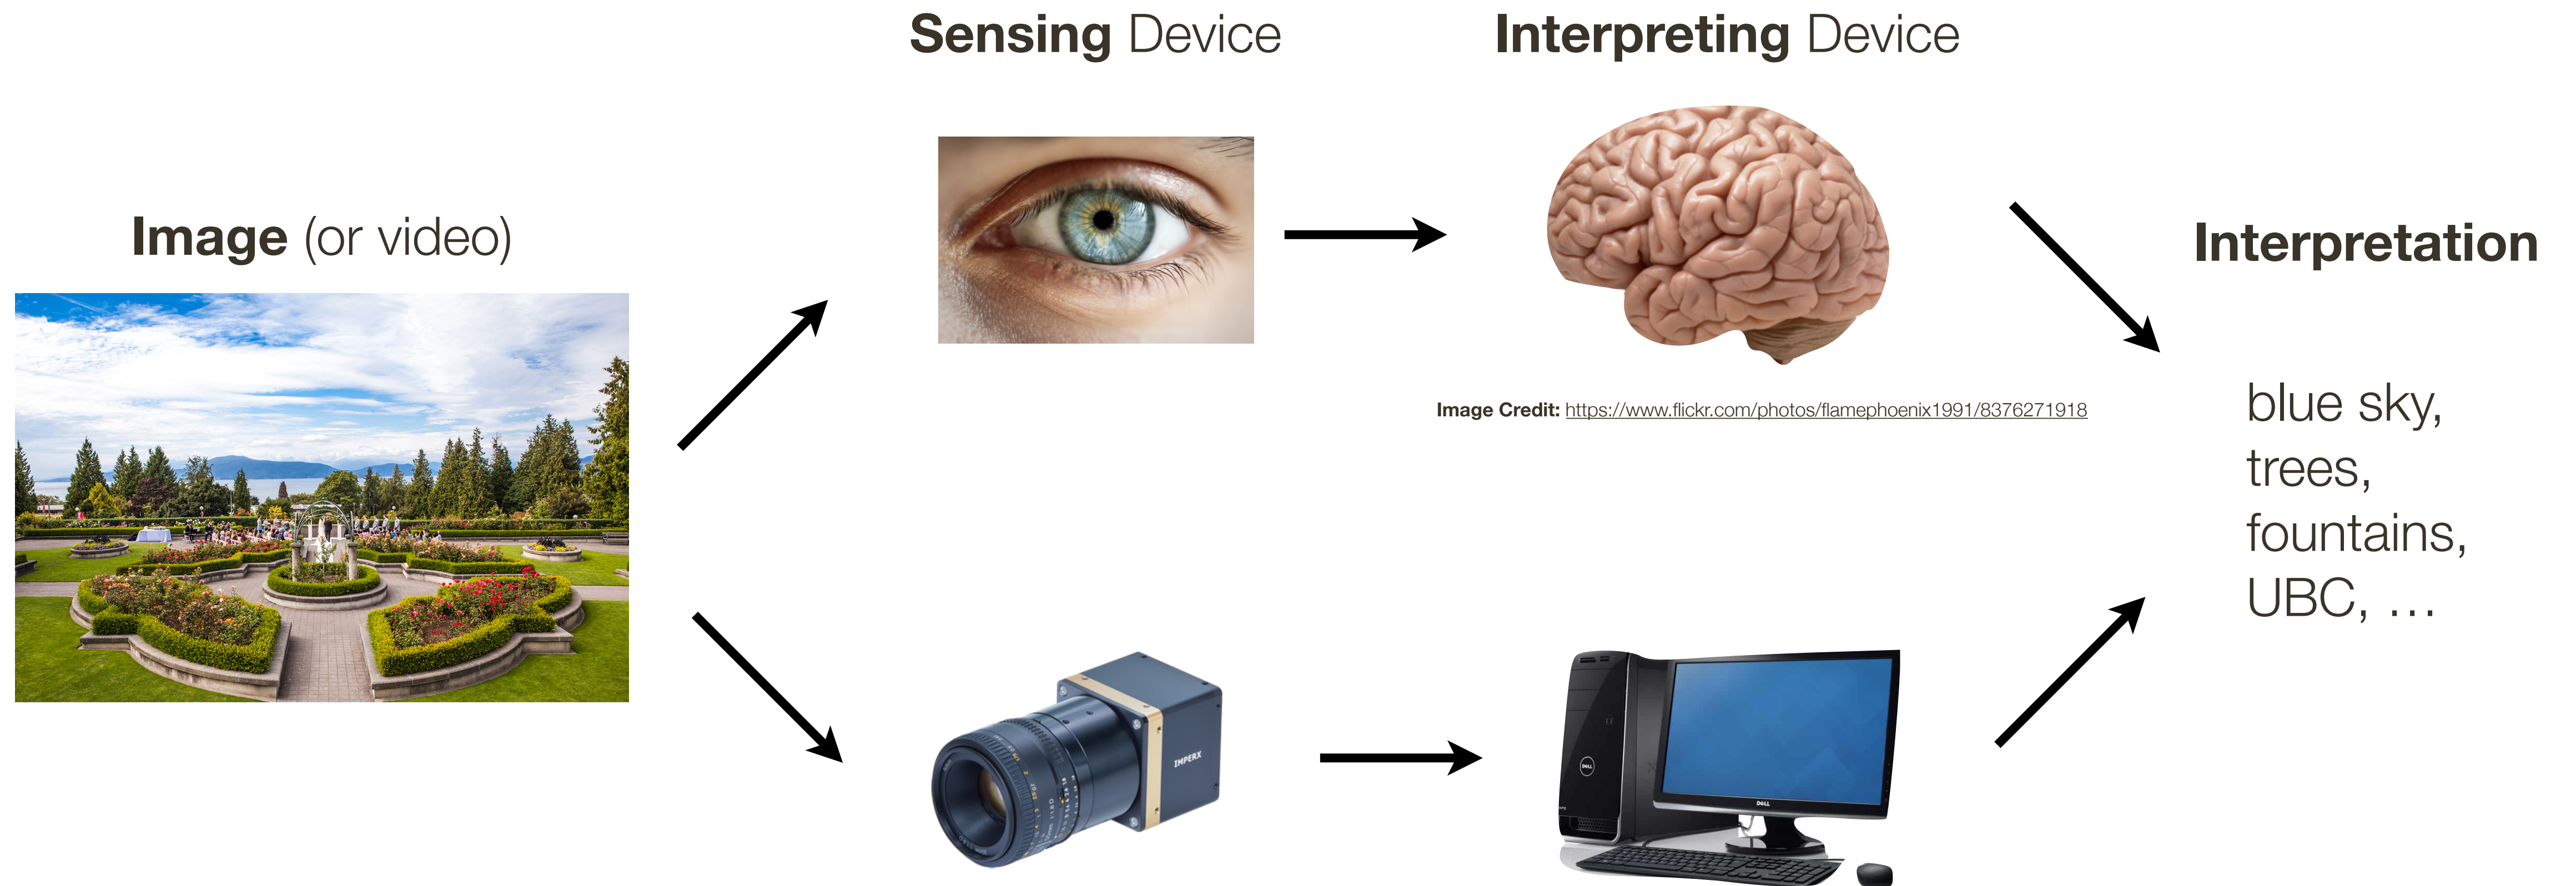 Sensing Device
Interpreting Device
Image (or video)
Interpretation
Image Credit: https://www.flickr.com/photos/flamephoenix1991/8376271918
blue sky,
trees,
fountains,
UBC, …
IMPERX
DELL
DELL